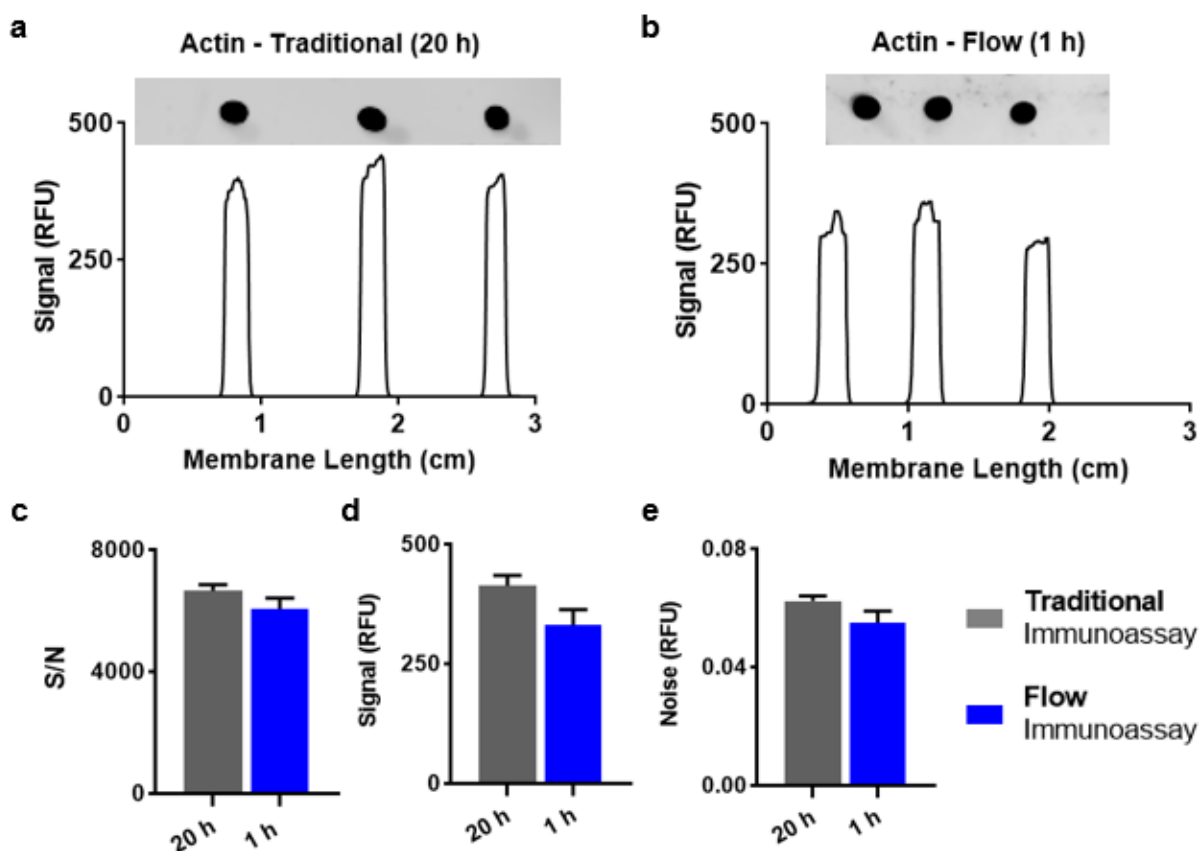 a
Actin - Traditional (20 h)
500
250
0
Signal (RFU)
0 1 2 3
Membrane Length (cm)
b
Actin - Flow (1 h)
500
250
0
Signal (RFU)
0 1 2 3
Membrane Length (cm)
c
8000
4000
0
S/N
20 h 1 h
d
500
250
0
Signal (RFU)
20 h 1 h
e
0.08
0.04
0.00
Noise (RFU)
20 h 1 h
Traditional
Immunoassay
Flow
Immunoassay